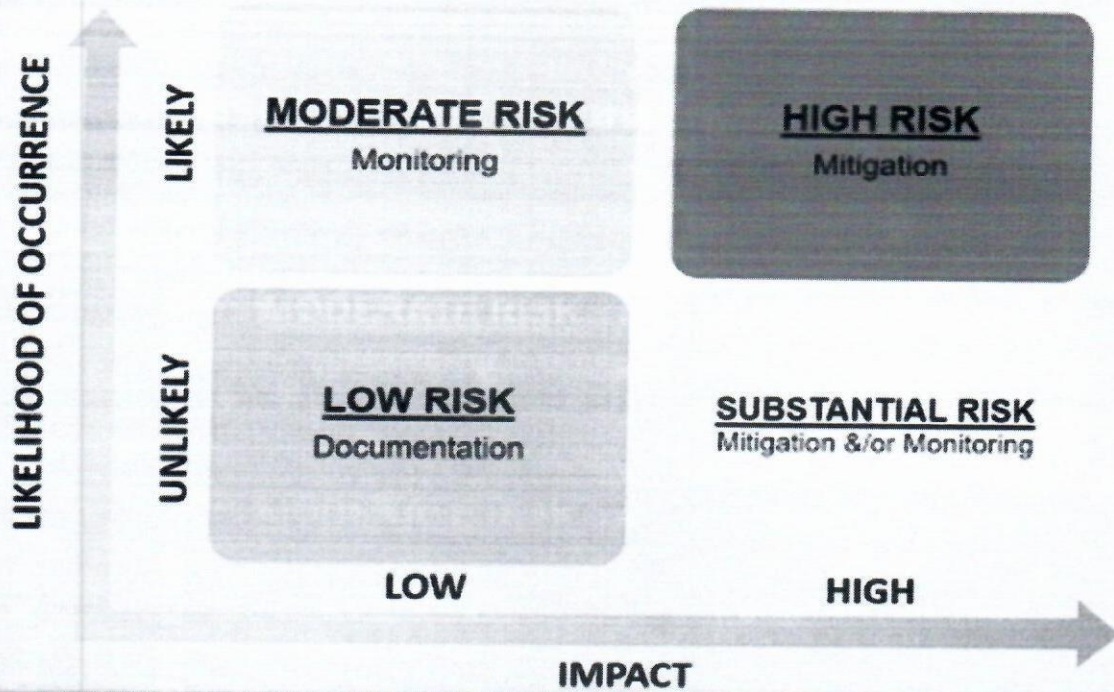 LIKELIHOOD OF OCCURRENCE
LIKELY
MODERATE RISK
Monitoring
HIGH RISK
Mitigation
UNLIKELY
LOW RISK
Documentation
SUBSTANTIAL RISK
Mitigation &/or Monitoring
LOW
HIGH
IMPACT